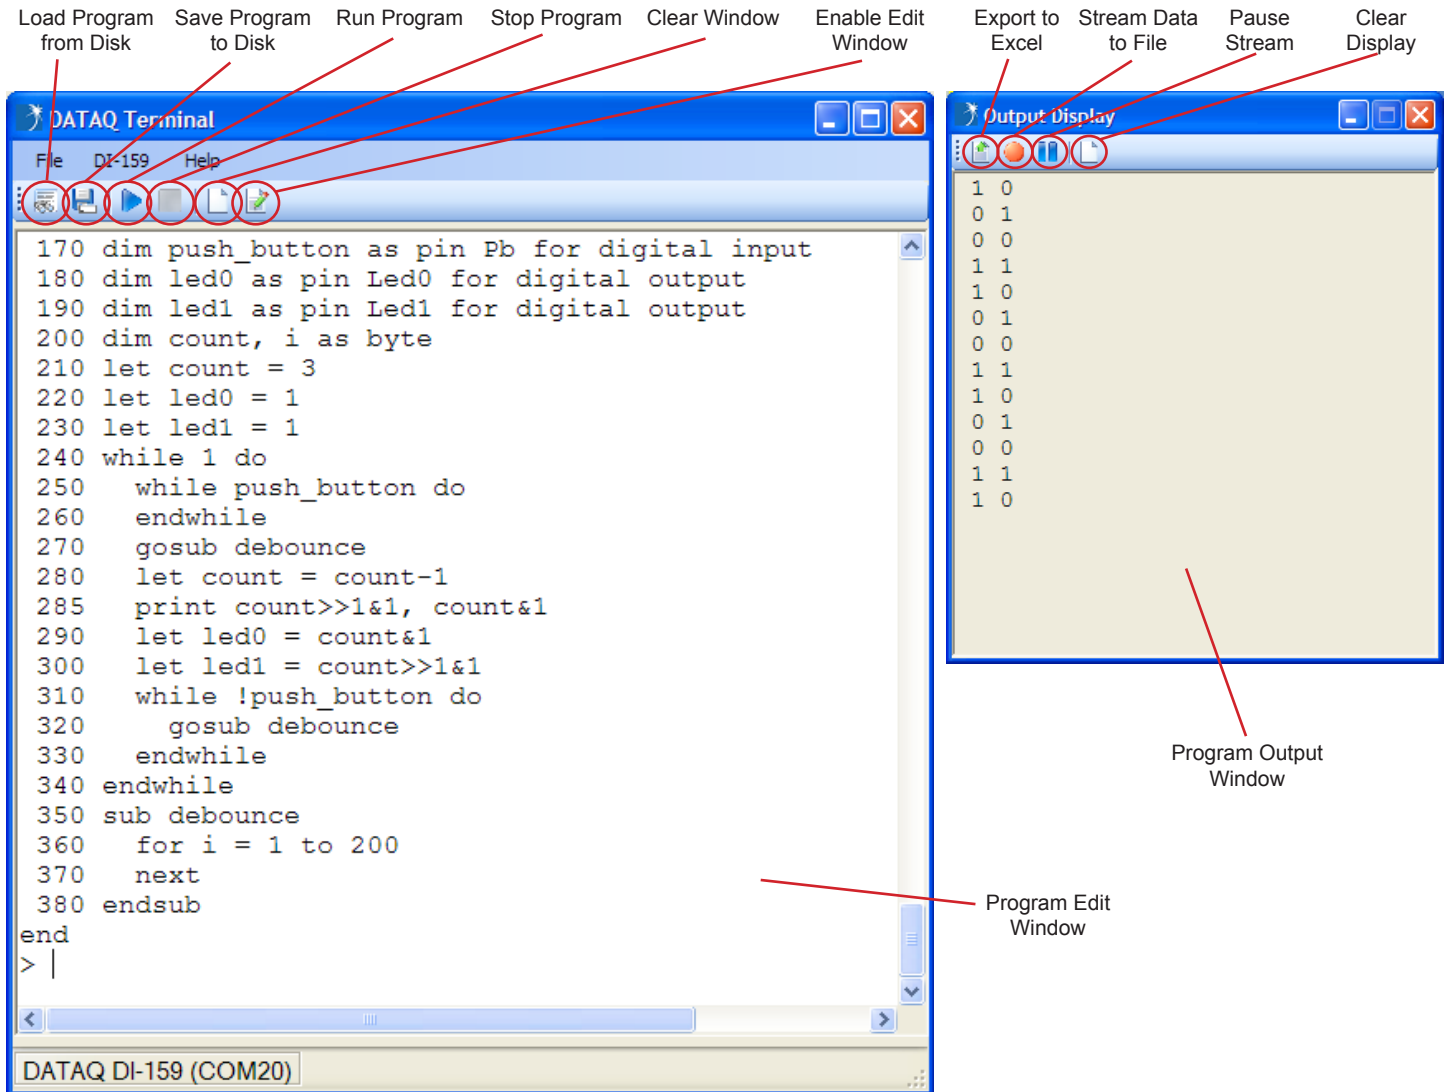 Load Program
from Disk
Save Program
to Disk
Run Program
Stop Program
Clear Window
Enable Edit
Window
Export to
Excel
Stream Data
to File
Pause
Stream
Clear
Display
DATAQ Terminal
File DI-159 Help
170 dim push_button as pin Pb for digital input
180 dim led0 as pin Led0 for digital output
190 dim led1 as pin Led1 for digital output
200 dim count, i as byte
210 let count = 3
220 let led0 = 1
230 let led1 = 1
240 while 1 do
250   while push_button do
260   endwhile
270   gosub debounce
280   let count = count-1
285   print count>>1&1, count&1
290   let led0 = count&1
300   let led1 = count>>1&1
310   while !push_button do
320     gosub debounce
330   endwhile
340 endwhile
350 sub debounce
360   for i = 1 to 200
370   next
380 endsub
end
> |
DATAQ DI-159 (COM20)
Output Display
1 0
0 1
0 0
1 1
1 0
0 1
0 0
1 1
1 0
0 1
0 0
1 1
1 0
Program Output
Window
Program Edit
Window